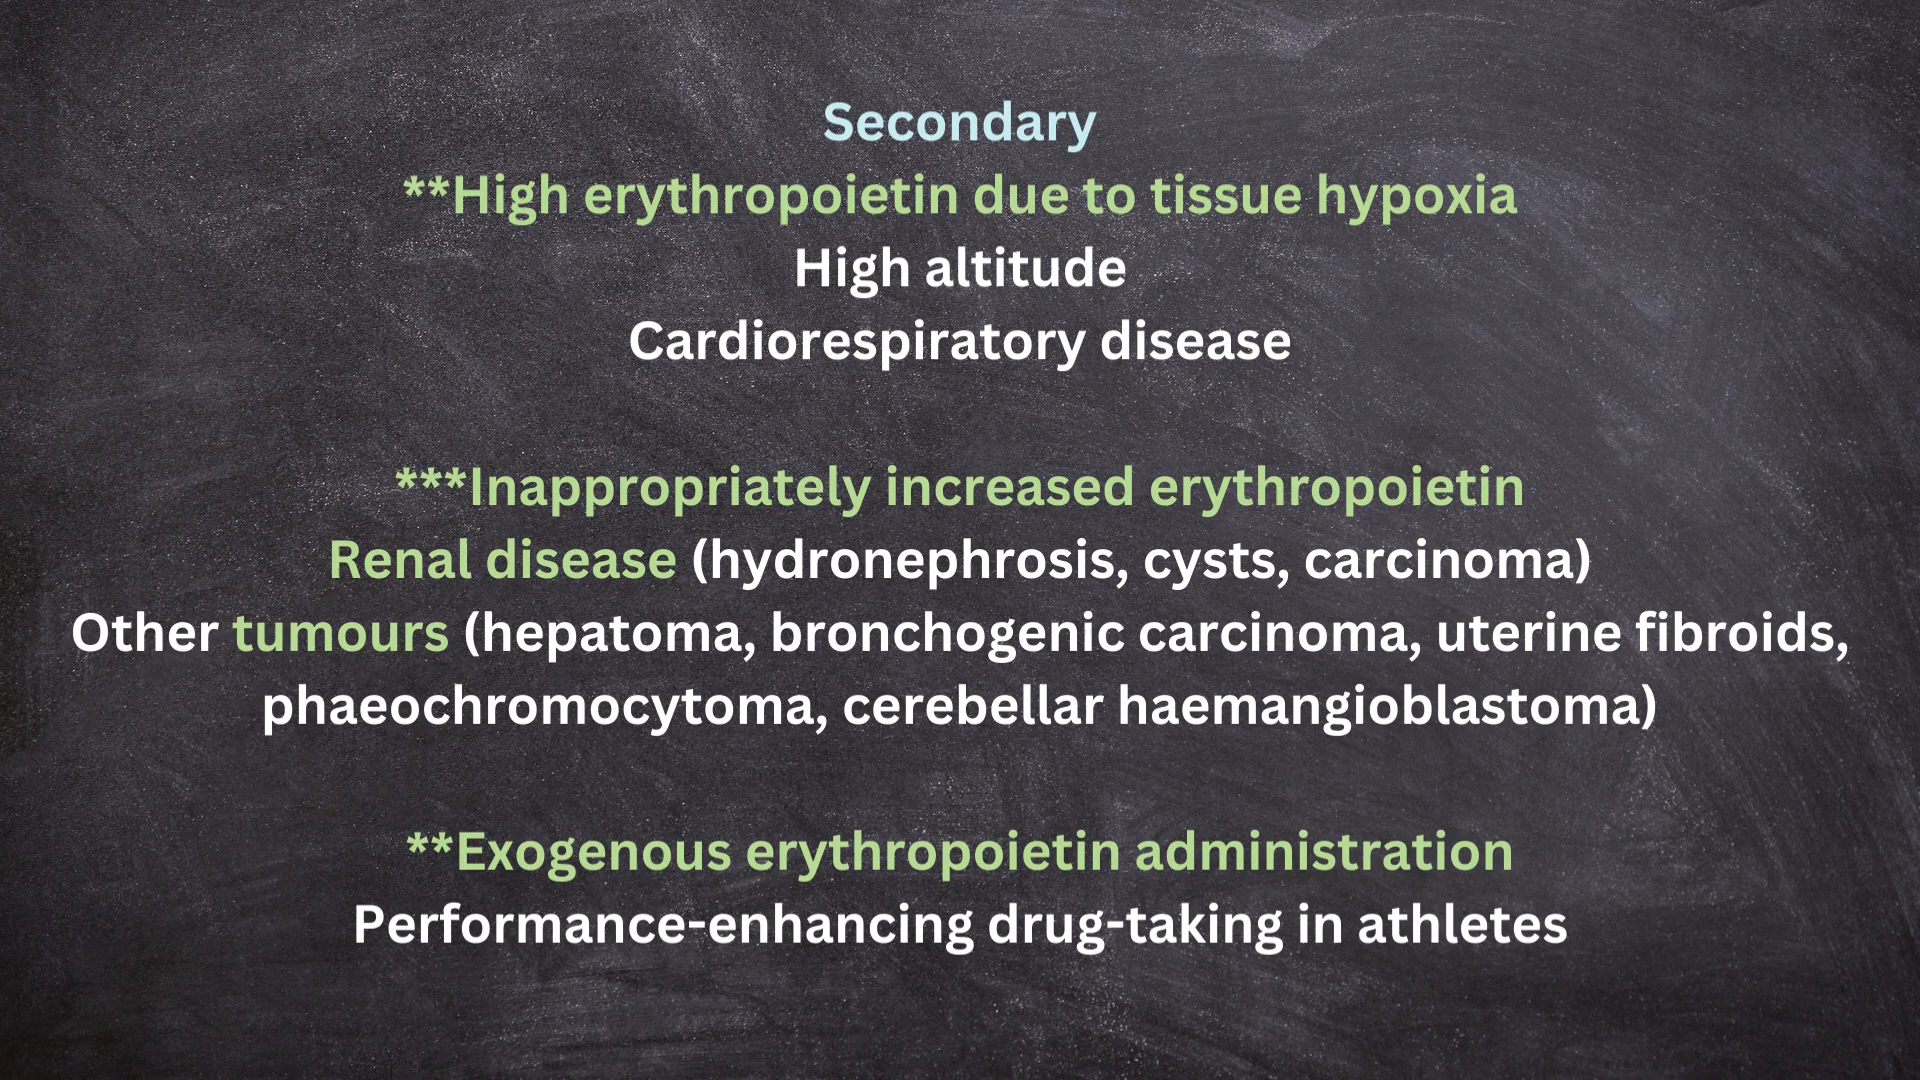 Secondary
**High erythropoietin due to tissue hypoxia
High altitude
Cardiorespiratory disease
***Inappropriately increased erythropoietin
Renal disease (hydronephrosis, cysts, carcinoma)
Other tumours (hepatoma, bronchogenic carcinoma, uterine fibroids,
phaeochromocytoma, cerebellar haemangioblastoma)
**Exogenous erythropoietin administration
Performance-enhancing drug-taking in athletes